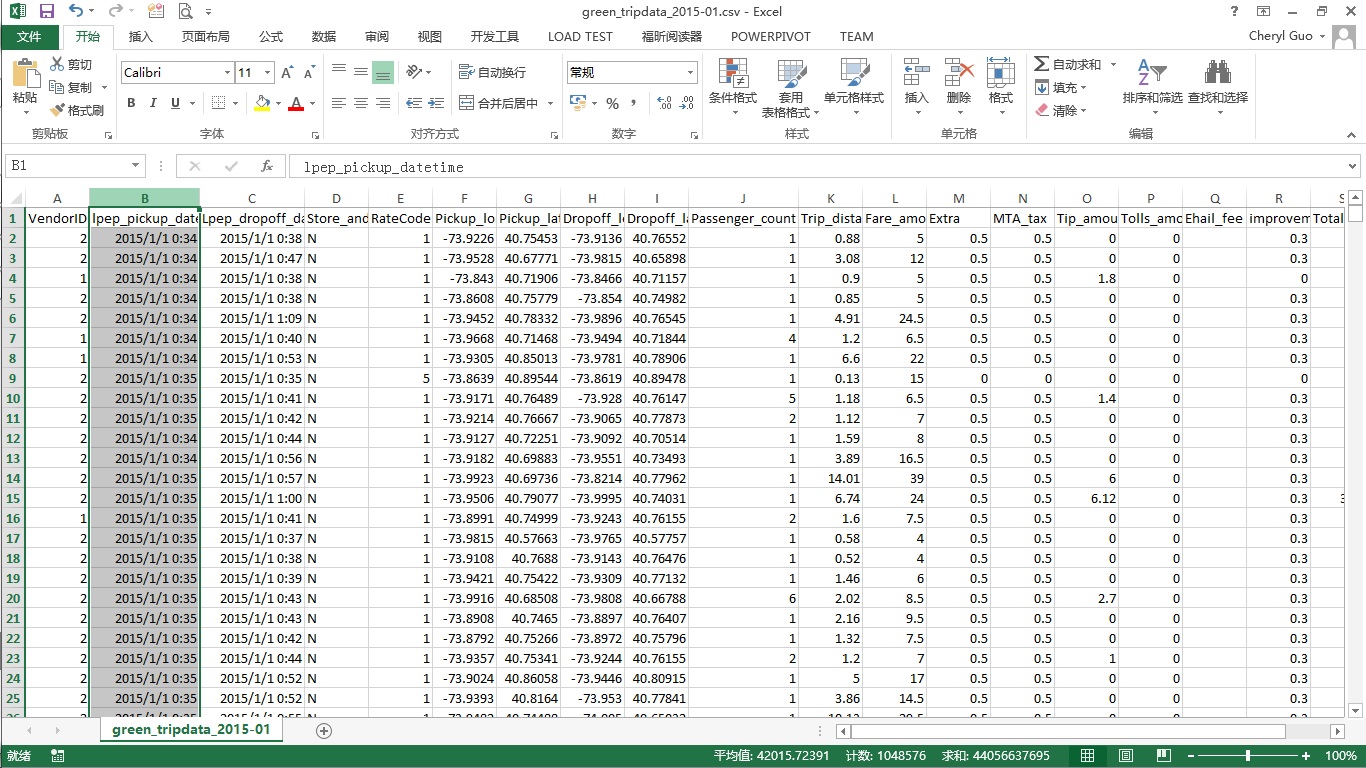 green_tripdata_2015-01.csv - Excel
文件 开始 插入 页面布局 公式 数据 审阅 视图 开发工具 LOAD TEST 福昕阅读器 POWERPIVOT TEAM Cheryl Guo
剪切 Calibri 11 自动换行 常规 自动求和
粘贴 复制 条件格式 套用 单元格样式 插入 删除 格式 填充 排序和筛选 查找和选择
格式刷 B I U 合并后居中 % 表格格式 清除
剪贴板 字体 对齐方式 数字 样式 单元格 编辑
B1 fx lpep_pickup_datetime
A B C D E F G H I J K L M N O P Q R S
1 VendorID lpep_pickup_date Lpep_dropoff_da Store_and RateCode Pickup_lo Pickup_lat Dropoff_lo Dropoff_la Passenger_count Trip_dista Fare_amo Extra MTA_tax Tip_amou Tolls_amo Ehail_fee improvem Total
2 2 2015/1/1 0:34 2015/1/1 0:38 N 1 -73.9226 40.75453 -73.9136 40.76552 1 0.88 5 0.5 0.5 0 0 0.3
3 2 2015/1/1 0:34 2015/1/1 0:47 N 1 -73.9528 40.67771 -73.9815 40.65898 1 3.08 12 0.5 0.5 0 0 0.3
4 1 2015/1/1 0:34 2015/1/1 0:38 N 1 -73.843 40.71906 -73.8466 40.71157 1 0.9 5 0.5 0.5 1.8 0 0
5 2 2015/1/1 0:34 2015/1/1 0:38 N 1 -73.8608 40.75779 -73.854 40.74982 1 0.85 5 0.5 0.5 0 0 0.3
6 2 2015/1/1 0:34 2015/1/1 1:09 N 1 -73.9452 40.78332 -73.9896 40.76545 1 4.91 24.5 0.5 0.5 0 0 0.3
7 1 2015/1/1 0:34 2015/1/1 0:40 N 1 -73.9668 40.71468 -73.9494 40.71844 4 1.2 6.5 0.5 0.5 0 0 0.3
8 1 2015/1/1 0:34 2015/1/1 0:53 N 1 -73.9305 40.85013 -73.9781 40.78906 1 6.6 22 0.5 0.5 0 0 0.3
9 2 2015/1/1 0:35 2015/1/1 0:35 N 5 -73.8639 40.89544 -73.8619 40.89478 1 0.13 15 0 0 0 0 0
10 2 2015/1/1 0:35 2015/1/1 0:41 N 1 -73.9171 40.76489 -73.928 40.76147 5 1.18 6.5 0.5 0.5 1.4 0 0.3
11 2 2015/1/1 0:35 2015/1/1 0:42 N 1 -73.9214 40.76667 -73.9065 40.77873 2 1.12 7 0.5 0.5 0 0 0.3
12 2 2015/1/1 0:34 2015/1/1 0:44 N 1 -73.9127 40.72251 -73.9092 40.70514 1 1.59 8 0.5 0.5 0 0 0.3
13 2 2015/1/1 0:34 2015/1/1 0:56 N 1 -73.9182 40.69883 -73.9551 40.73493 1 3.89 16.5 0.5 0.5 0 0 0.3
14 2 2015/1/1 0:35 2015/1/1 0:57 N 1 -73.9923 40.69736 -73.8214 40.77962 1 14.01 39 0.5 0.5 6 0 0.3
15 2 2015/1/1 0:35 2015/1/1 1:00 N 1 -73.9506 40.79077 -73.9995 40.74031 1 6.74 24 0.5 0.5 6.12 0 0.3
16 1 2015/1/1 0:35 2015/1/1 0:41 N 1 -73.8991 40.74999 -73.9243 40.76155 2 1.6 7.5 0.5 0.5 0 0 0.3
17 2 2015/1/1 0:35 2015/1/1 0:37 N 1 -73.9815 40.57663 -73.9765 40.57757 1 0.58 4 0.5 0.5 0 0 0.3
18 2 2015/1/1 0:35 2015/1/1 0:38 N 1 -73.9108 40.7688 -73.9143 40.76476 1 0.52 4 0.5 0.5 0 0 0.3
19 2 2015/1/1 0:35 2015/1/1 0:39 N 1 -73.9421 40.75422 -73.9309 40.77132 1 1.46 6 0.5 0.5 0 0 0.3
20 2 2015/1/1 0:35 2015/1/1 0:43 N 1 -73.9916 40.68508 -73.9808 40.66788 6 2.02 8.5 0.5 0.5 2.7 0 0.3
21 2 2015/1/1 0:35 2015/1/1 0:43 N 1 -73.8908 40.7465 -73.8897 40.76407 1 2.16 9.5 0.5 0.5 0 0 0.3
22 2 2015/1/1 0:35 2015/1/1 0:42 N 1 -73.8792 40.75266 -73.8972 40.75796 1 1.32 7.5 0.5 0.5 0 0 0.3
23 2 2015/1/1 0:35 2015/1/1 0:44 N 1 -73.9357 40.75341 -73.9244 40.76155 2 1.2 7 0.5 0.5 1 0 0.3
24 2 2015/1/1 0:35 2015/1/1 0:52 N 1 -73.9024 40.86058 -73.9446 40.80915 1 5 17 0.5 0.5 0 0 0.3
25 2 2015/1/1 0:35 2015/1/1 0:52 N 1 -73.9393 40.8164 -73.953 40.77841 1 3.86 14.5 0.5 0.5 0 0 0.3
green_tripdata_2015-01
就绪 平均值: 42015.72391 计数: 1048576 求和: 44056637695 100%